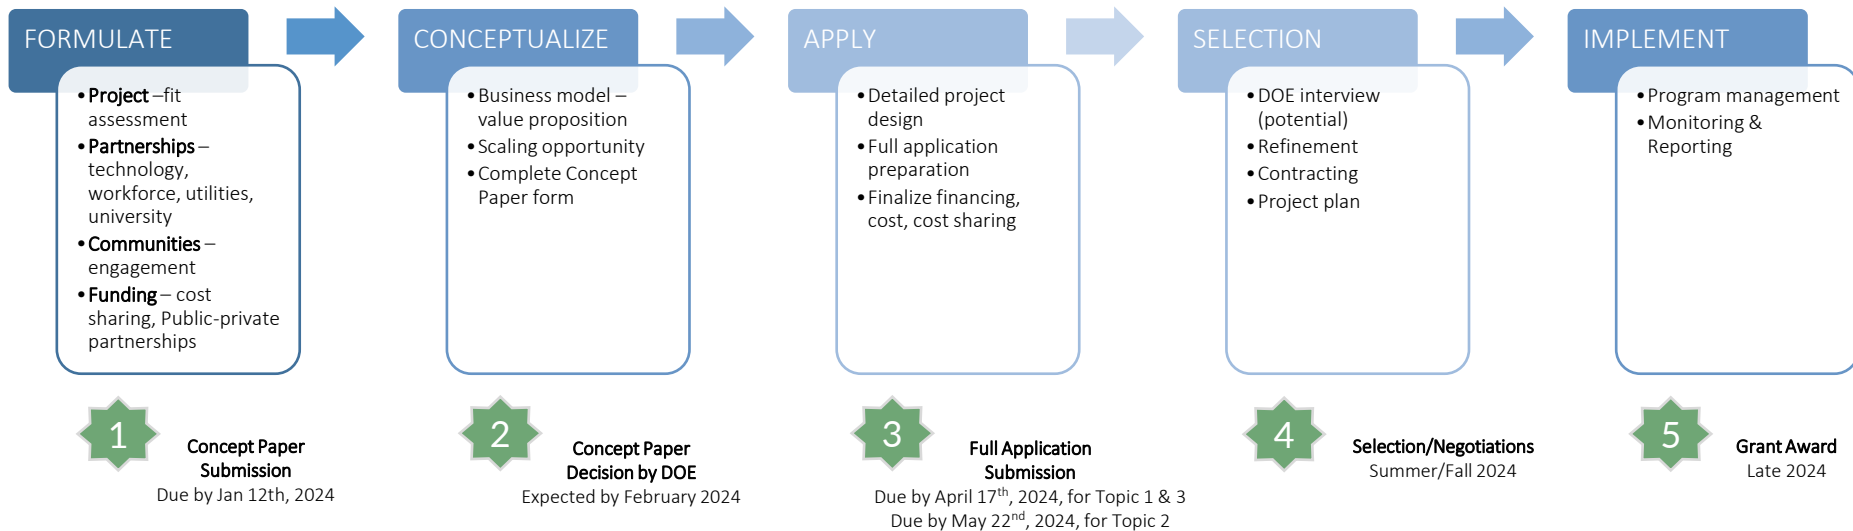 FORMULATE
• Project –fit
assessment
• Partnerships –
technology,
workforce, utilities,
university
• Communities –
engagement
• Funding – cost
sharing, Public-private
partnerships
CONCEPTUALIZE
• Business model –
value proposition
• Scaling opportunity
• Complete Concept
Paper form
APPLY
• Detailed project
design
• Full application
preparation
• Finalize financing,
cost, cost sharing
SELECTION
• DOE interview
(potential)
• Refinement
• Contracting
• Project plan
IMPLEMENT
• Program management
• Monitoring &
Reporting
1
Concept Paper
Submission
Due by Jan 12th, 2024
2
Concept Paper
Decision by DOE
Expected by February 2024
3
Full Application
Submission
Due by April 17th, 2024, for Topic 1 & 3
Due by May 22nd, 2024, for Topic 2
4
Selection/Negotiations
Summer/Fall 2024
5
Grant Award
Late 2024